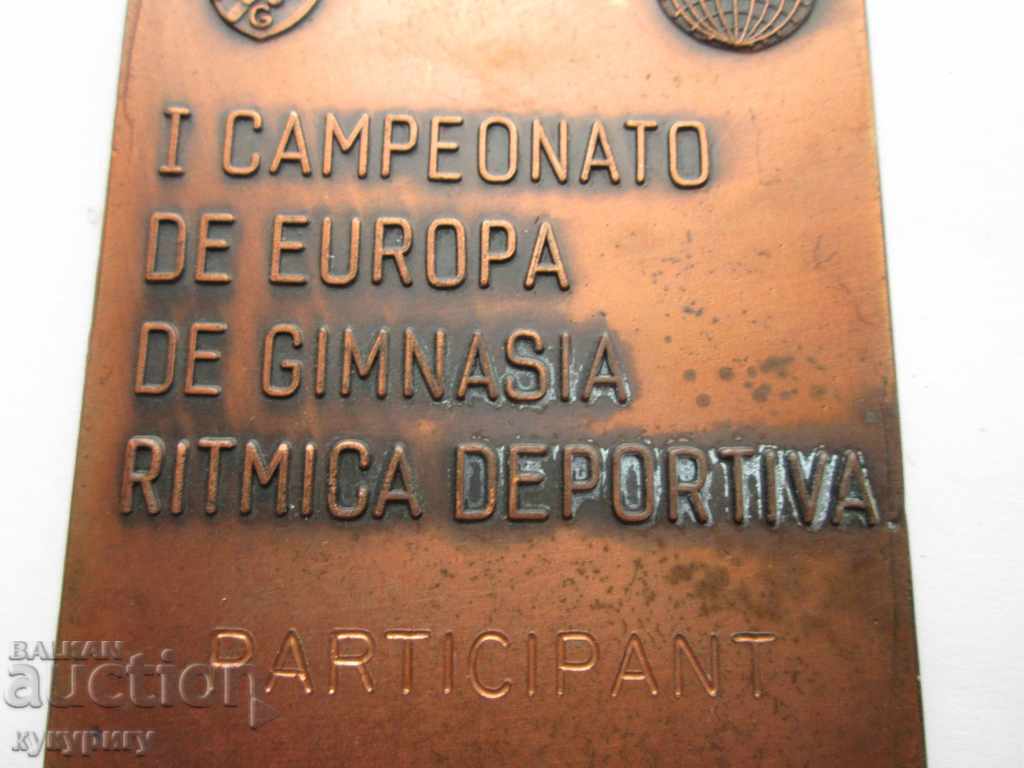 G
I CAMPEONATO
DE EUROPA
DE GIMNASIA
RITMICA DEPORTIVA
PARTICIPANT
BALKAN
auction
кукуригу